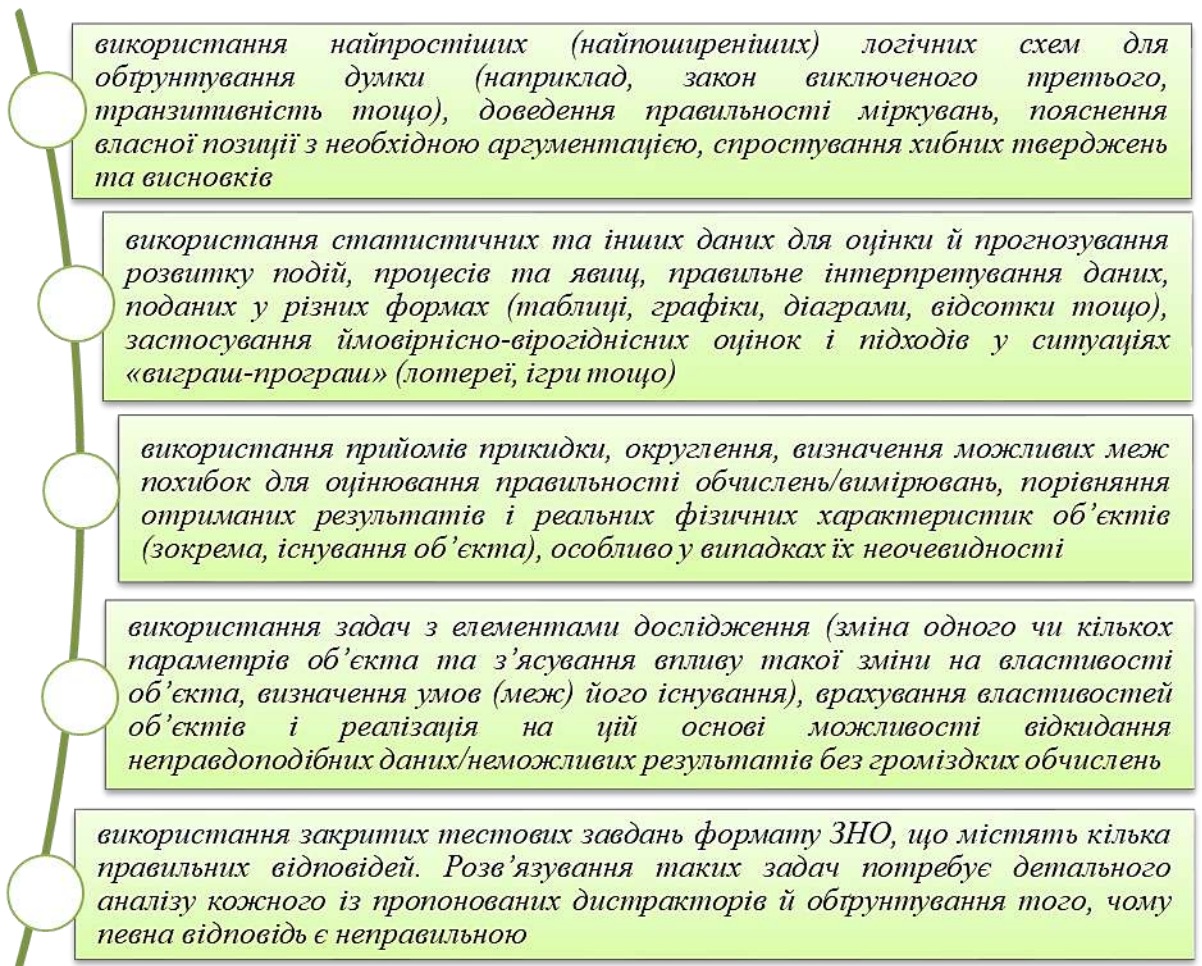 використання найпростіших (найпоширеніших) логічних схем для
обґрунтування думки (наприклад, закон виключеного третього,
транзитивність тощо), доведення правильності міркувань, пояснення
власної позиції з необхідною аргументацією, спростування хибних тверджень
та висновків
використання статистичних та інших даних для оцінки й прогнозування
розвитку подій, процесів та явищ, правильне інтерпретування даних,
поданих у різних формах (таблиці, графіки, діаграми, відсотки тощо),
застосування ймовірнісно-вірогіднісних оцінок і підходів у ситуаціях
«виграш-програш» (лотереї, ігри тощо)
використання прийомів прикидки, округлення, визначення можливих меж
похибок для оцінювання правильності обчислень/вимірювань, порівняння
отриманих результатів і реальних фізичних характеристик об’єктів
(зокрема, існування об’єкта), особливо у випадках їх неочевидності
використання задач з елементами дослідження (зміна одного чи кількох
параметрів об’єкта та з’ясування впливу такої зміни на властивості
об’єкта, визначення умов (меж) його існування), врахування властивостей
об’єктів і реалізація на цій основі можливості відкидання
неправдоподібних даних/неможливих результатів без громіздких обчислень
використання закритих тестових завдань формату ЗНО, що містять кілька
правильних відповідей. Розв’язування таких задач потребує детального
аналізу кожного із пропонованих дистракторів й обґрунтування того, чому
певна відповідь є неправильною